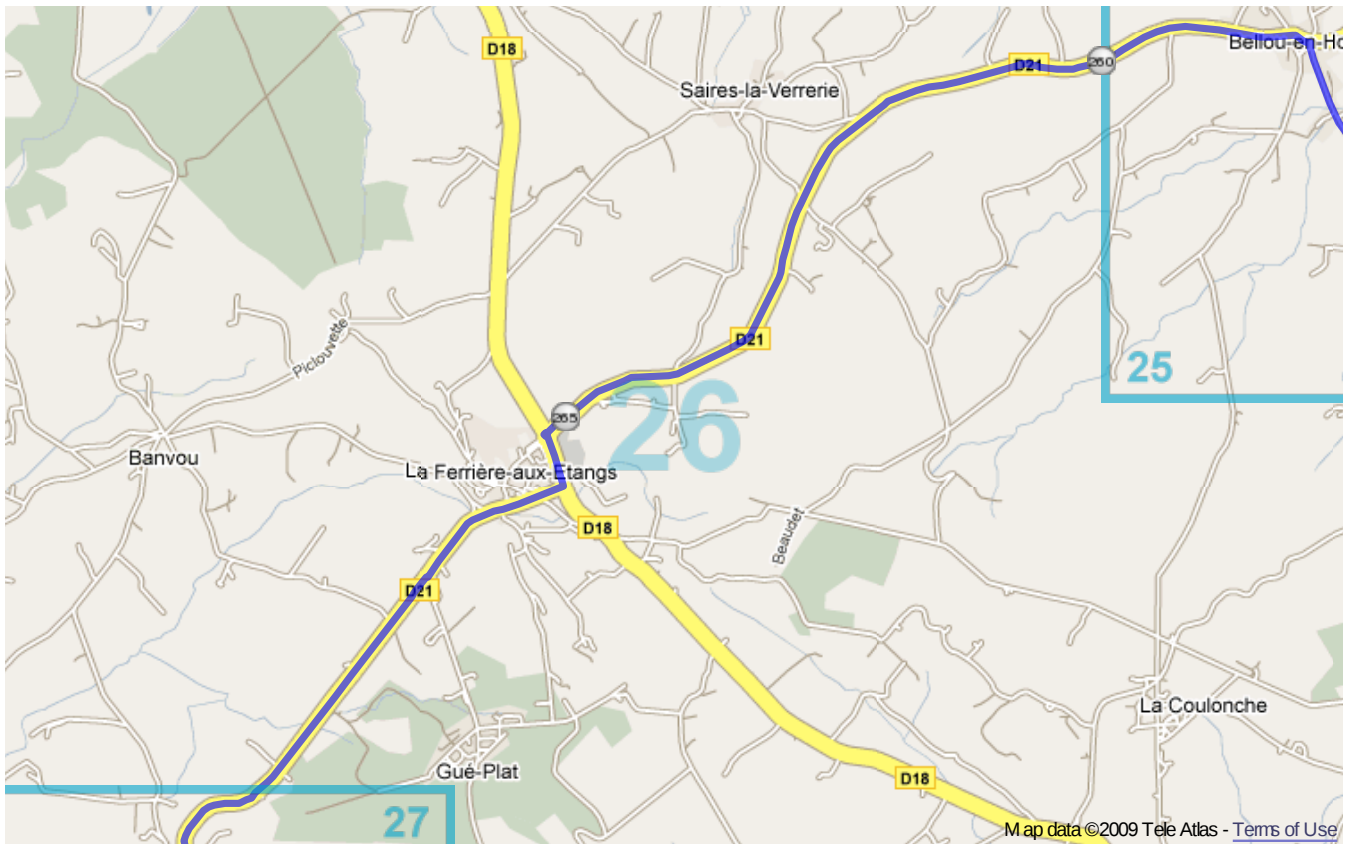 Bellou-en-Ho
D18
260
D21
Saires-la-Verrerie
D21
Piclouvette
25
265
26
Banvou
La Ferrière-aux-Etangs
D18
Beaudet
D21
La Coulonche
Gué-Plat
D18
27
Map data ©2009 Tele Atlas - Terms of Use